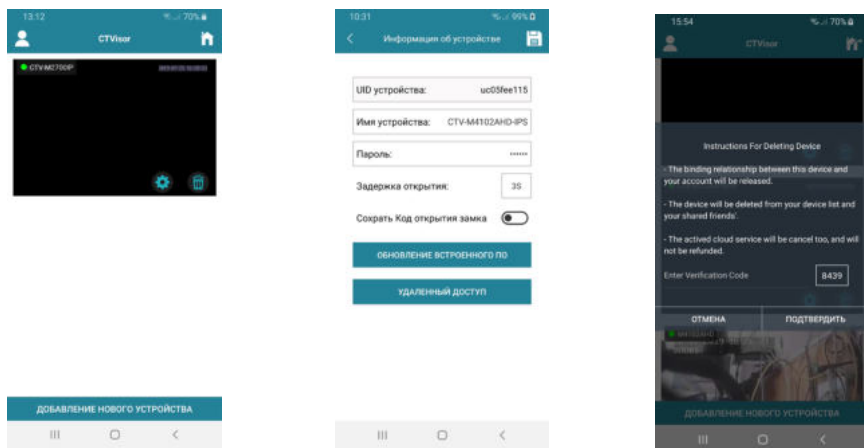 13:12
70%
CTVisor
CTV-M2700IP
ДОБАВЛЕНИЕ НОВОГО УСТРОЙСТВА
10:31
99%
Информация об устройстве
UID устройства: uc05fee115
Имя устройства: CTV-M4102AHD-IPS
Пароль: ······
Задержка открытия: 3S
Сохрать Код открытия замка
ОБНОВЛЕНИЕ ВСТРОЕННОГО ПО
УДАЛЕННЫЙ ДОСТУП
15:54
70%
CTVisor
Instructions For Deleting Device
- The binding relationship between this device and
your account will be released.
- The device will be deleted from your device list and
your shared friends'.
- The actived cloud service will be cancel too, and will
not be refunded.
Enter Verification Code 8439
ОТМЕНА ПОДТВЕРДИТЬ
ДОБАВЛЕНИЕ НОВОГО УСТРОЙСТВА